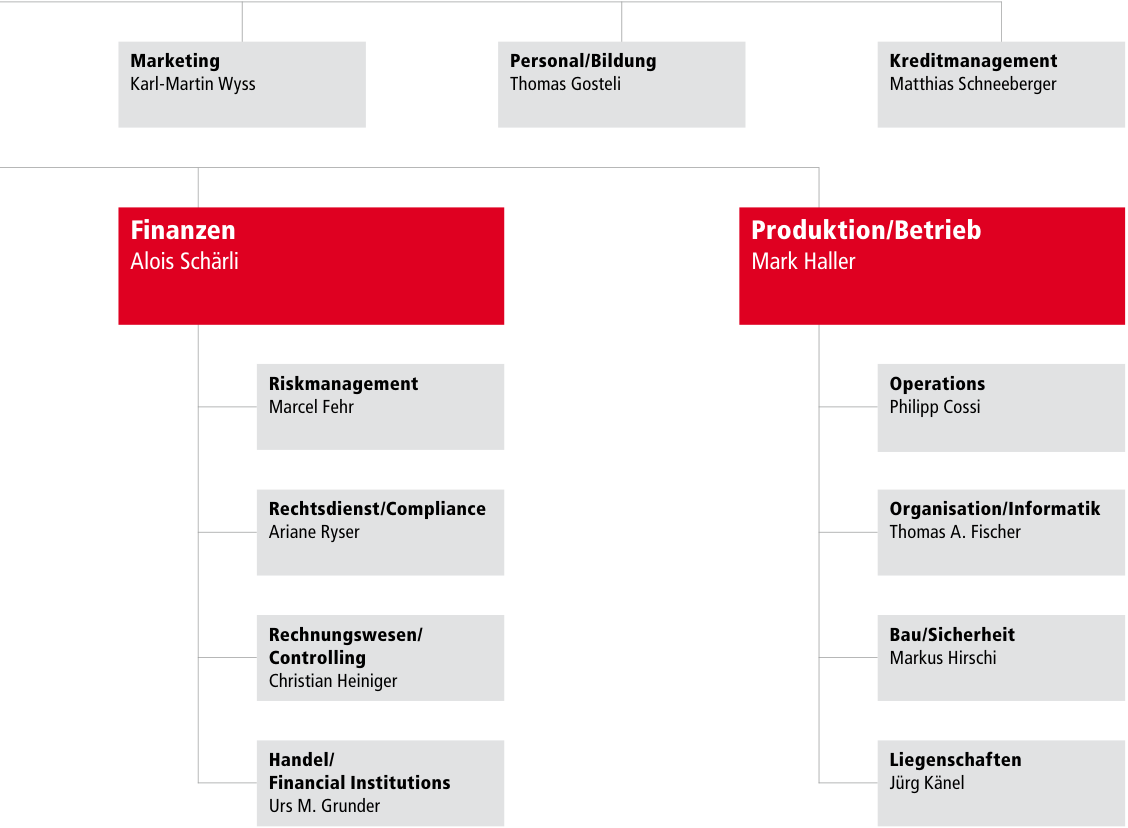 Marketing
Karl-Martin Wyss
Personal/Bildung
Thomas Gosteli
Kreditmanagement
Matthias Schneeberger
Finanzen
Alois Schärli
Riskmanagement
Marcel Fehr
Rechtsdienst/Compliance
Ariane Ryser
Rechnungswesen/
Controlling
Christian Heiniger
Handel/
Financial Institutions
Urs M. Grunder
Produktion/Betrieb
Mark Haller
Operations
Philipp Cossi
Organisation/Informatik
Thomas A. Fischer
Bau/Sicherheit
Markus Hirschi
Liegenschaften
Jürg Känel